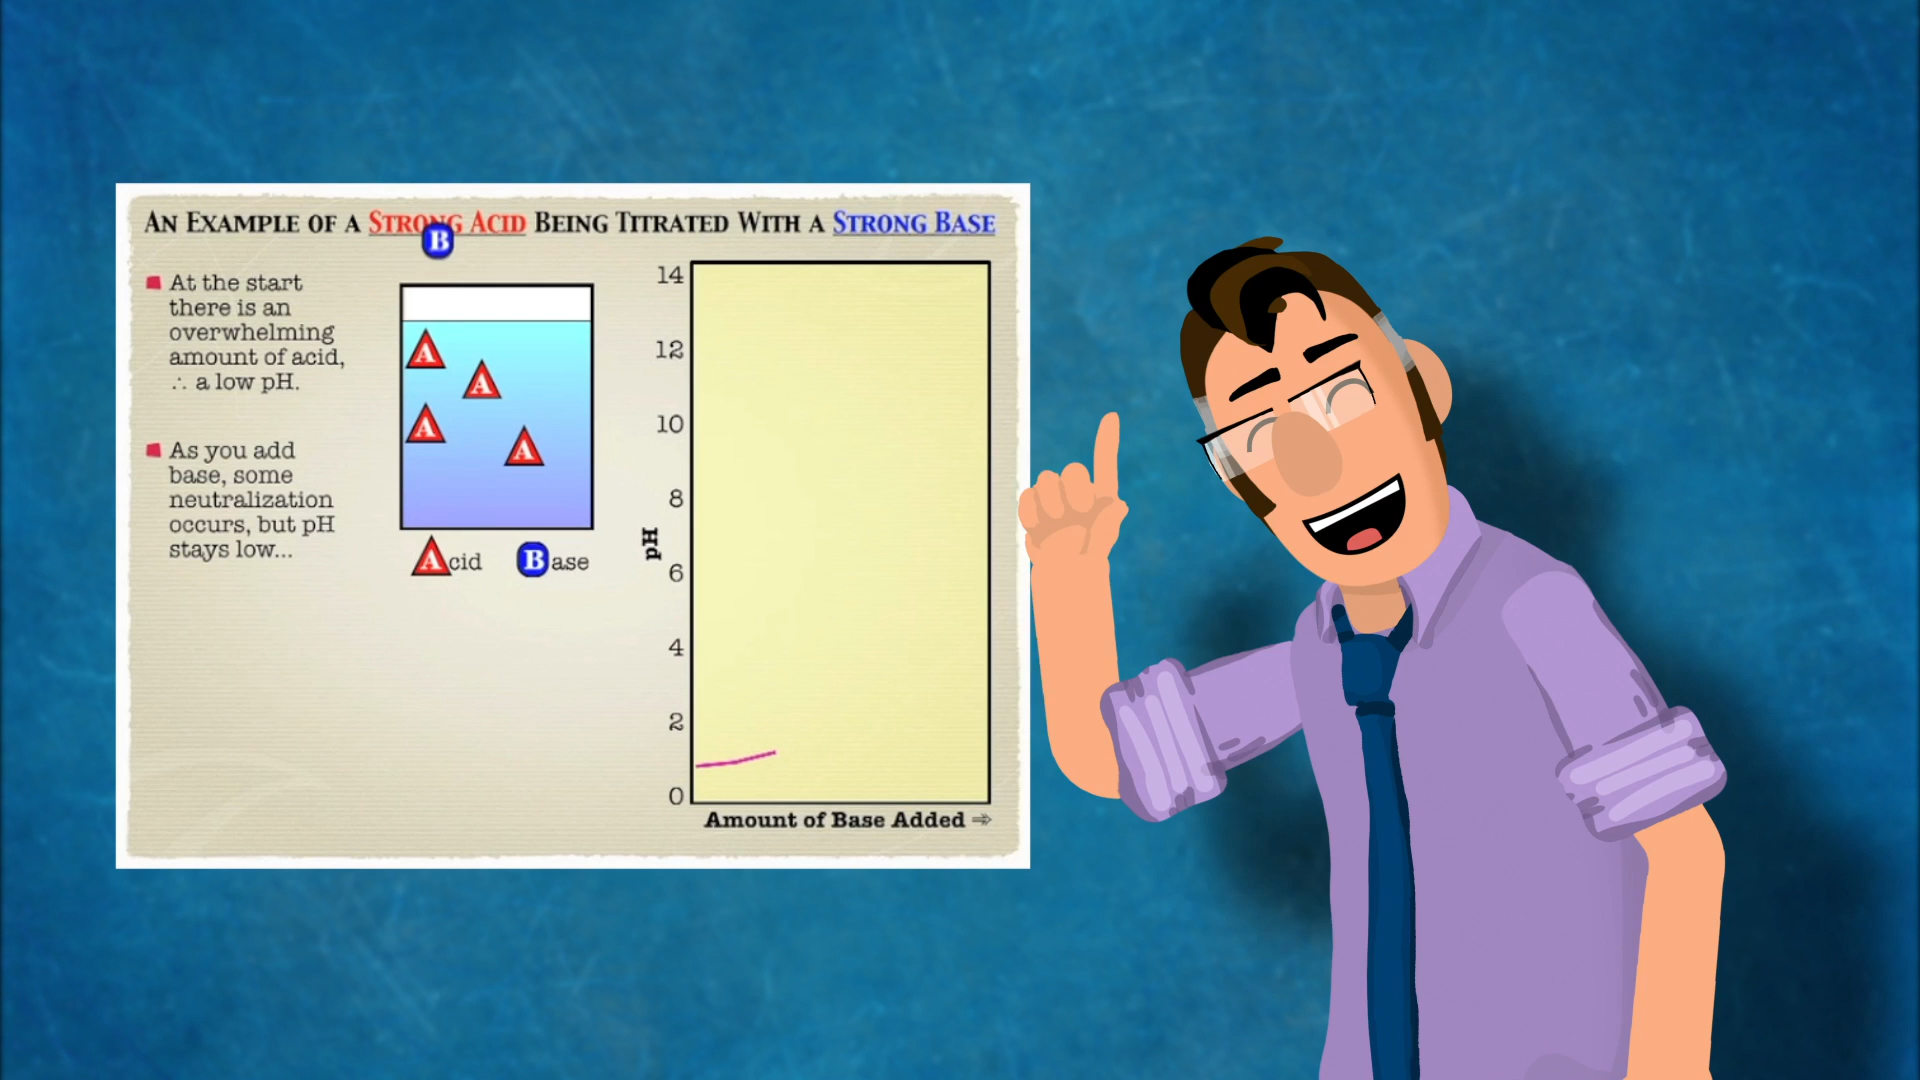 AN EXAMPLE OF A STRONG ACID BEING TITRATED WITH A STRONG BASE
B
At the start
there is an
overwhelming
amount of acid,
∴ a low pH.
As you add
base, some
neutralization
occurs, but pH
stays low...
A
A
A
A
Acid Base
14
12
10
8
6
4
2
0
pH
Amount of Base Added ⇒